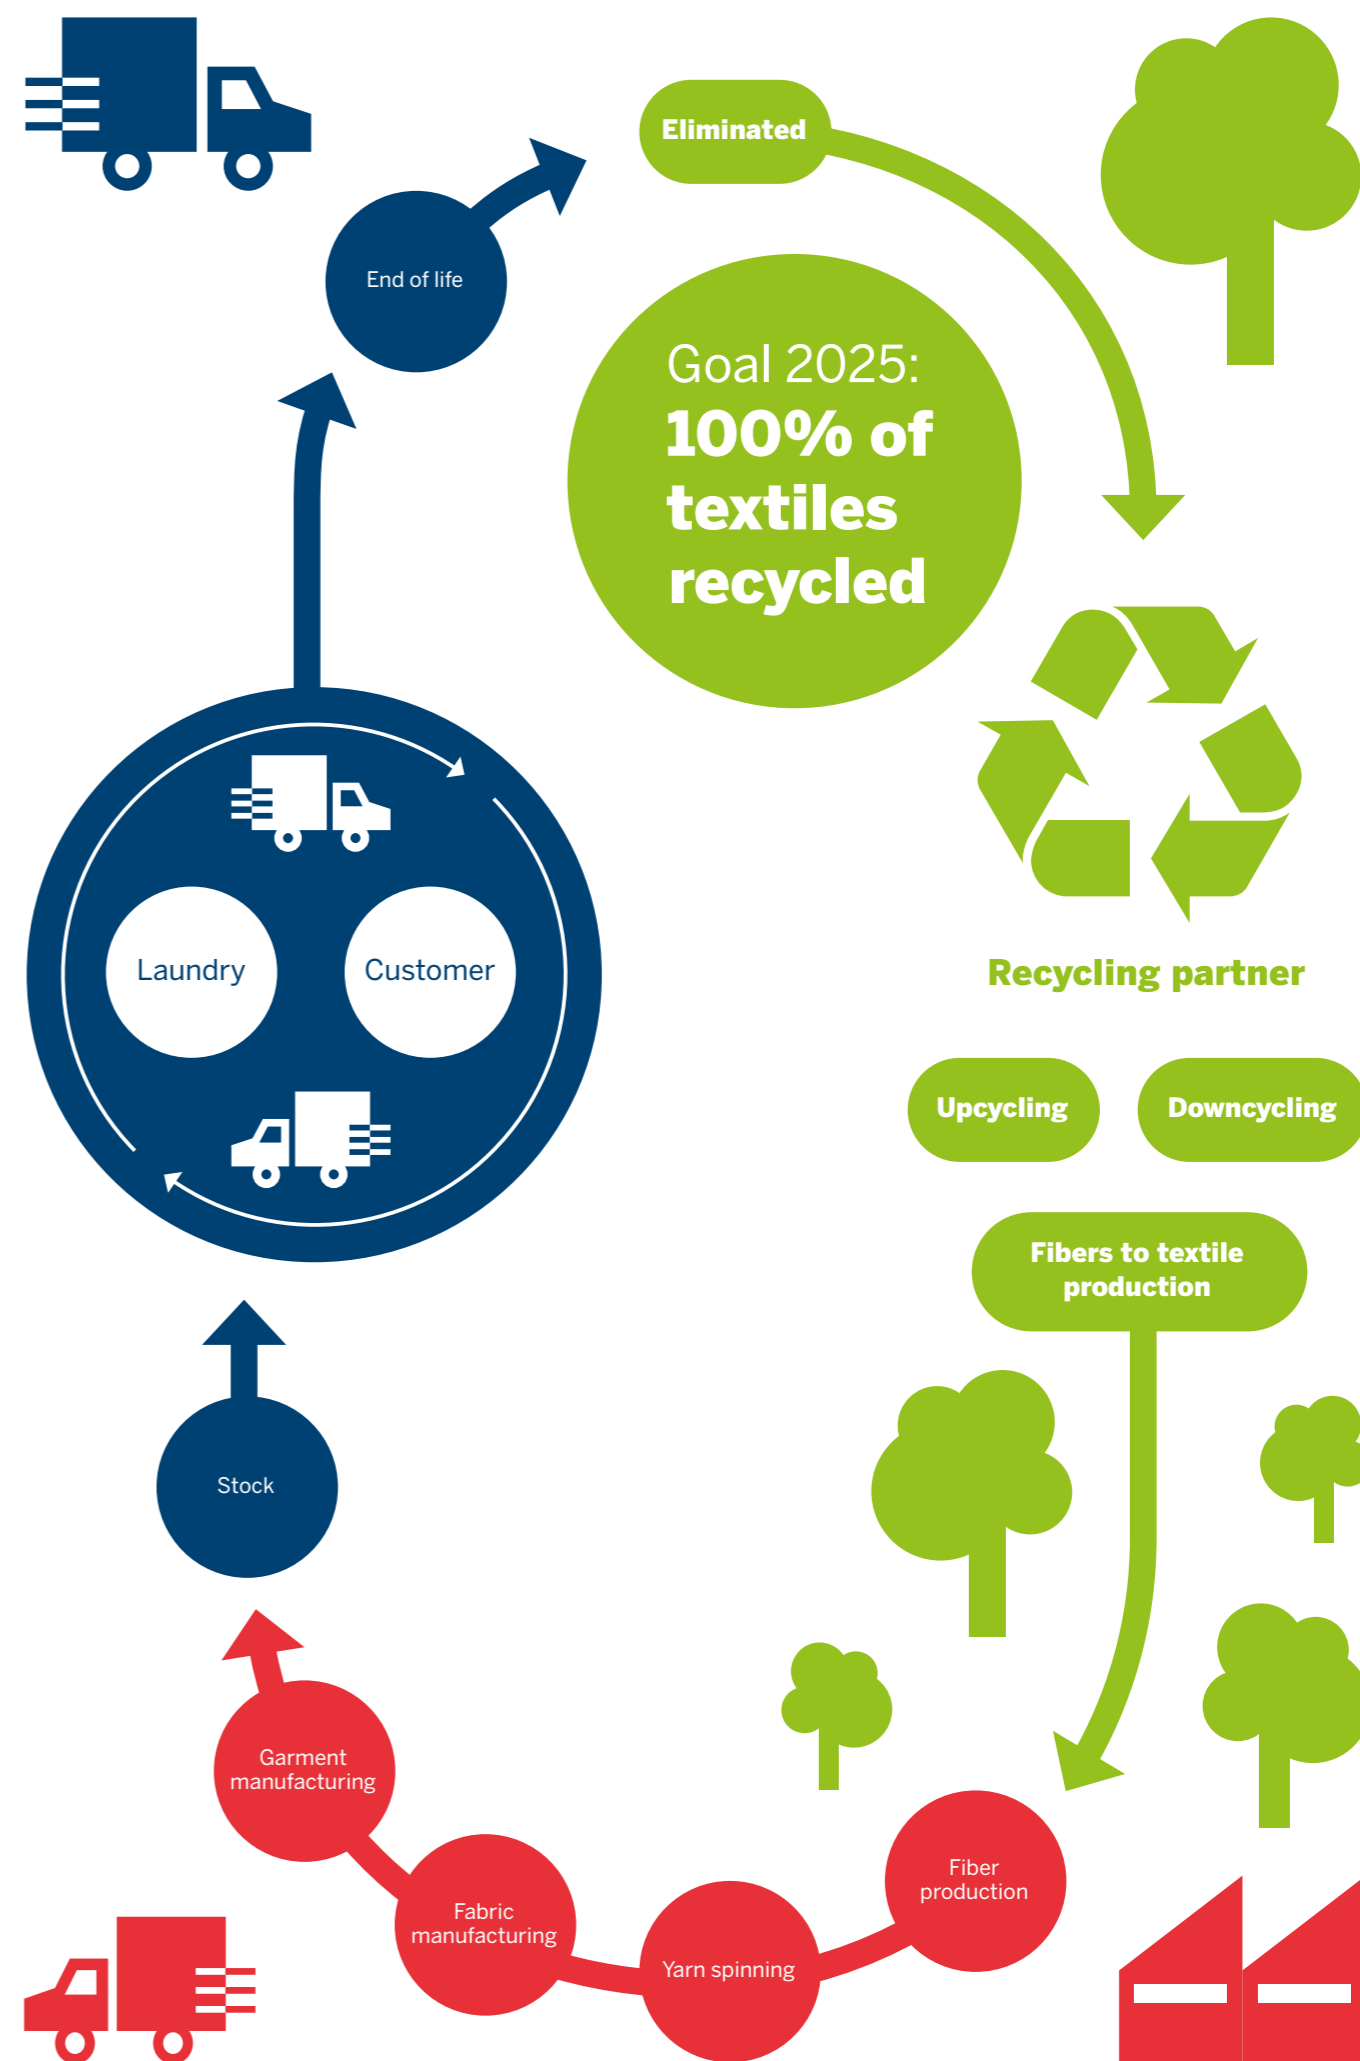 Eliminated
End of life
Goal 2025:
100% of
textiles
recycled
Laundry
Customer
Recycling partner
Upcycling
Downcycling
Fibers to textile
production
Stock
Garment
manufacturing
Fiber
production
Fabric
manufacturing
Yarn spinning